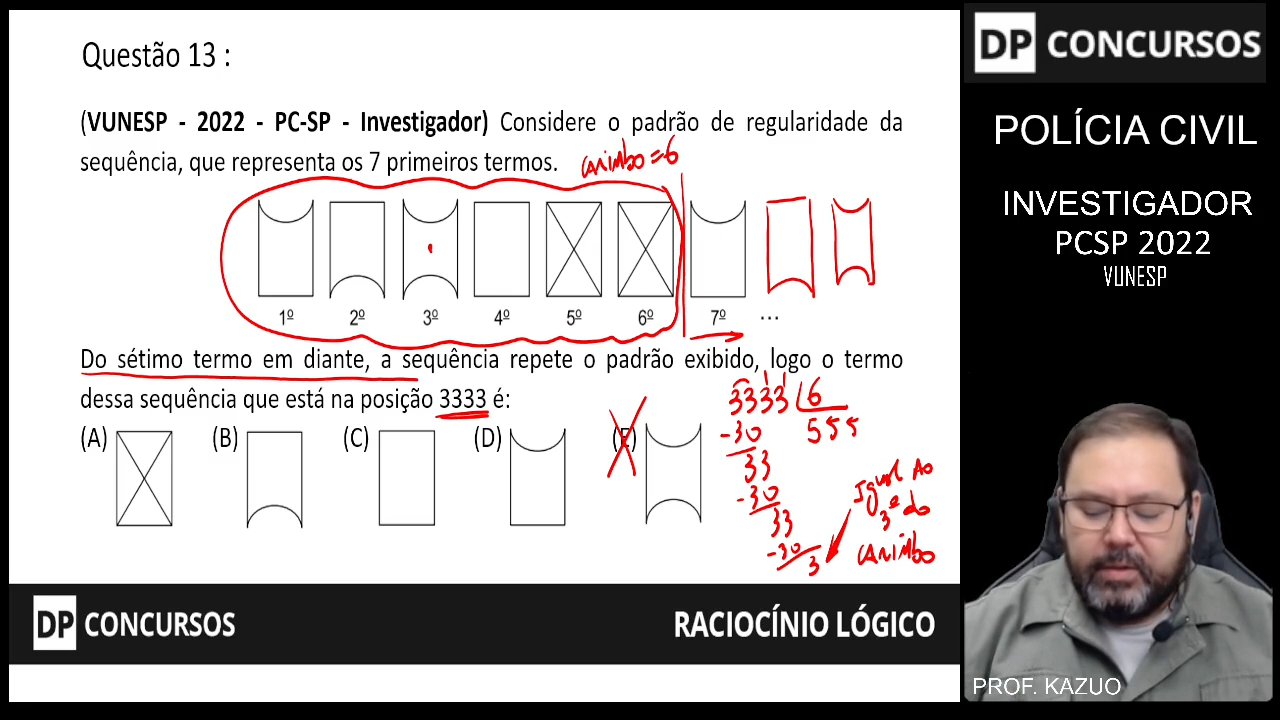 Questão 13 :
(VUNESP - 2022 - PC-SP - Investigador) Considere o padrão de regularidade da
sequência, que representa os 7 primeiros termos.
carimbo = 6
1º 2º 3º 4º 5º 6º 7º ...
Do sétimo termo em diante, a sequência repete o padrão exibido, logo o termo
dessa sequência que está na posição 3333 é:
(A) (B) (C) (D) (E)
3333 6
-30 555
33
-30
33
-30
3
Igual ao
3º do
carimbo
DP CONCURSOS
RACIOCÍNIO LÓGICO
DP CONCURSOS
POLÍCIA CIVIL
INVESTIGADOR
PCSP 2022
VUNESP
PROF. KAZUO